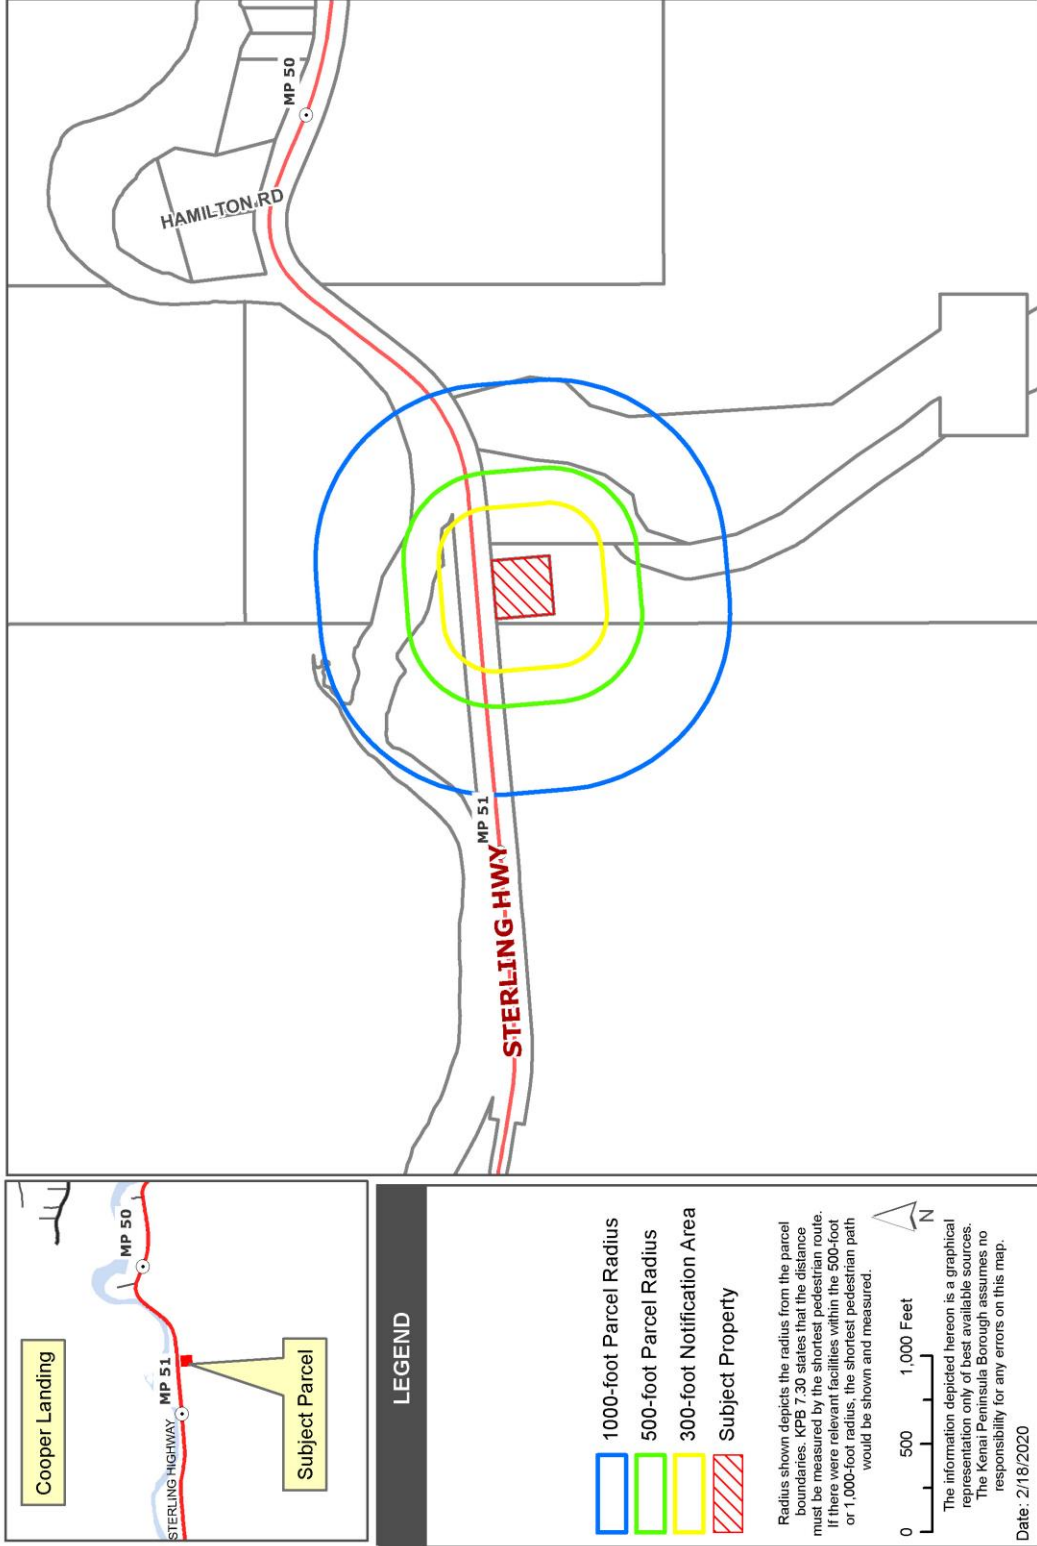 Cooper Landing
MP 50
MP 51
STERLING HIGHWAY
Subject Parcel
HAMILTON RD
MP 50
MP 51
STERLING HWY
LEGEND
1000-foot Parcel Radius
500-foot Parcel Radius
300-foot Notification Area
Subject Property
Radius shown depicts the radius from the parcel
boundaries. KPB 7.30 states that the distance
must be measured by the shortest pedestrian route.
If there were relevant facilities within the 500-foot
or 1,000-foot radius, the shortest pedestrian path
would be shown and measured.
0 500 1,000 Feet
N
The information depicted hereon is a graphical
representation only of best available sources.
The Kenai Peninsula Borough assumes no
responsibility for any errors on this map.
Date: 2/18/2020